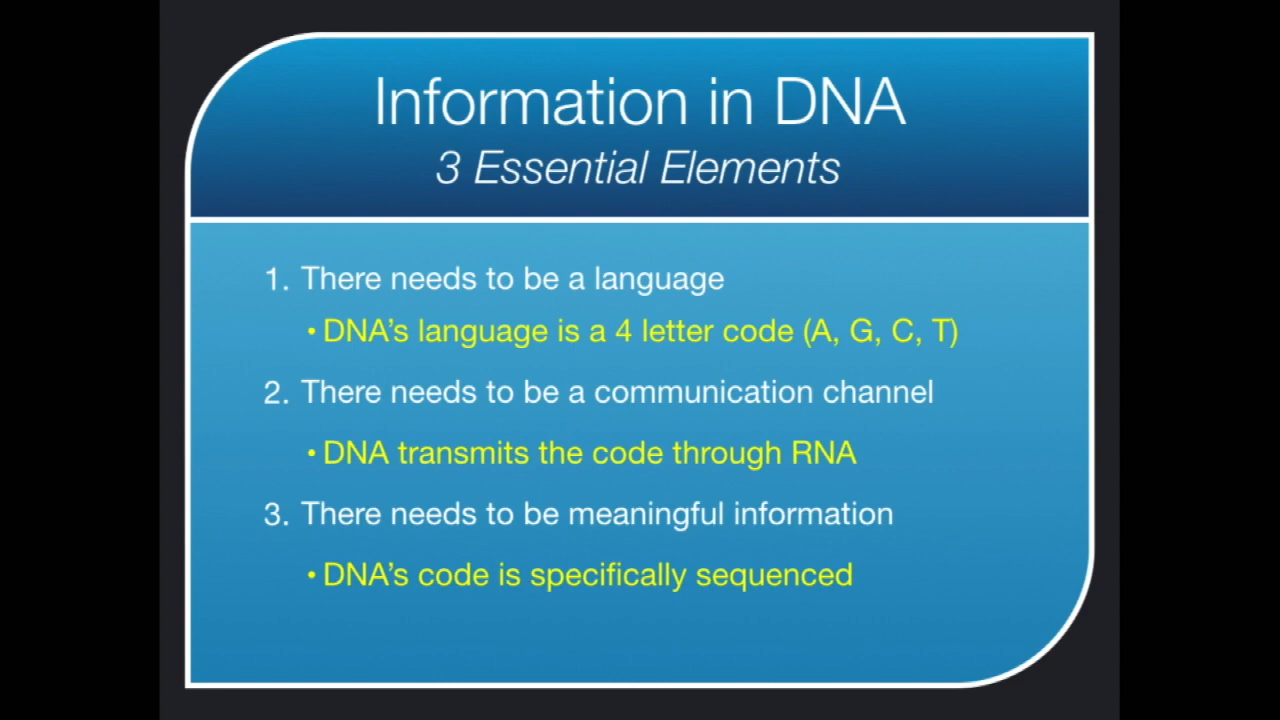 Information in DNA
3 Essential Elements
1. There needs to be a language
• DNA’s language is a 4 letter code (A, G, C, T)
2. There needs to be a communication channel
• DNA transmits the code through RNA
3. There needs to be meaningful information
• DNA’s code is specifically sequenced